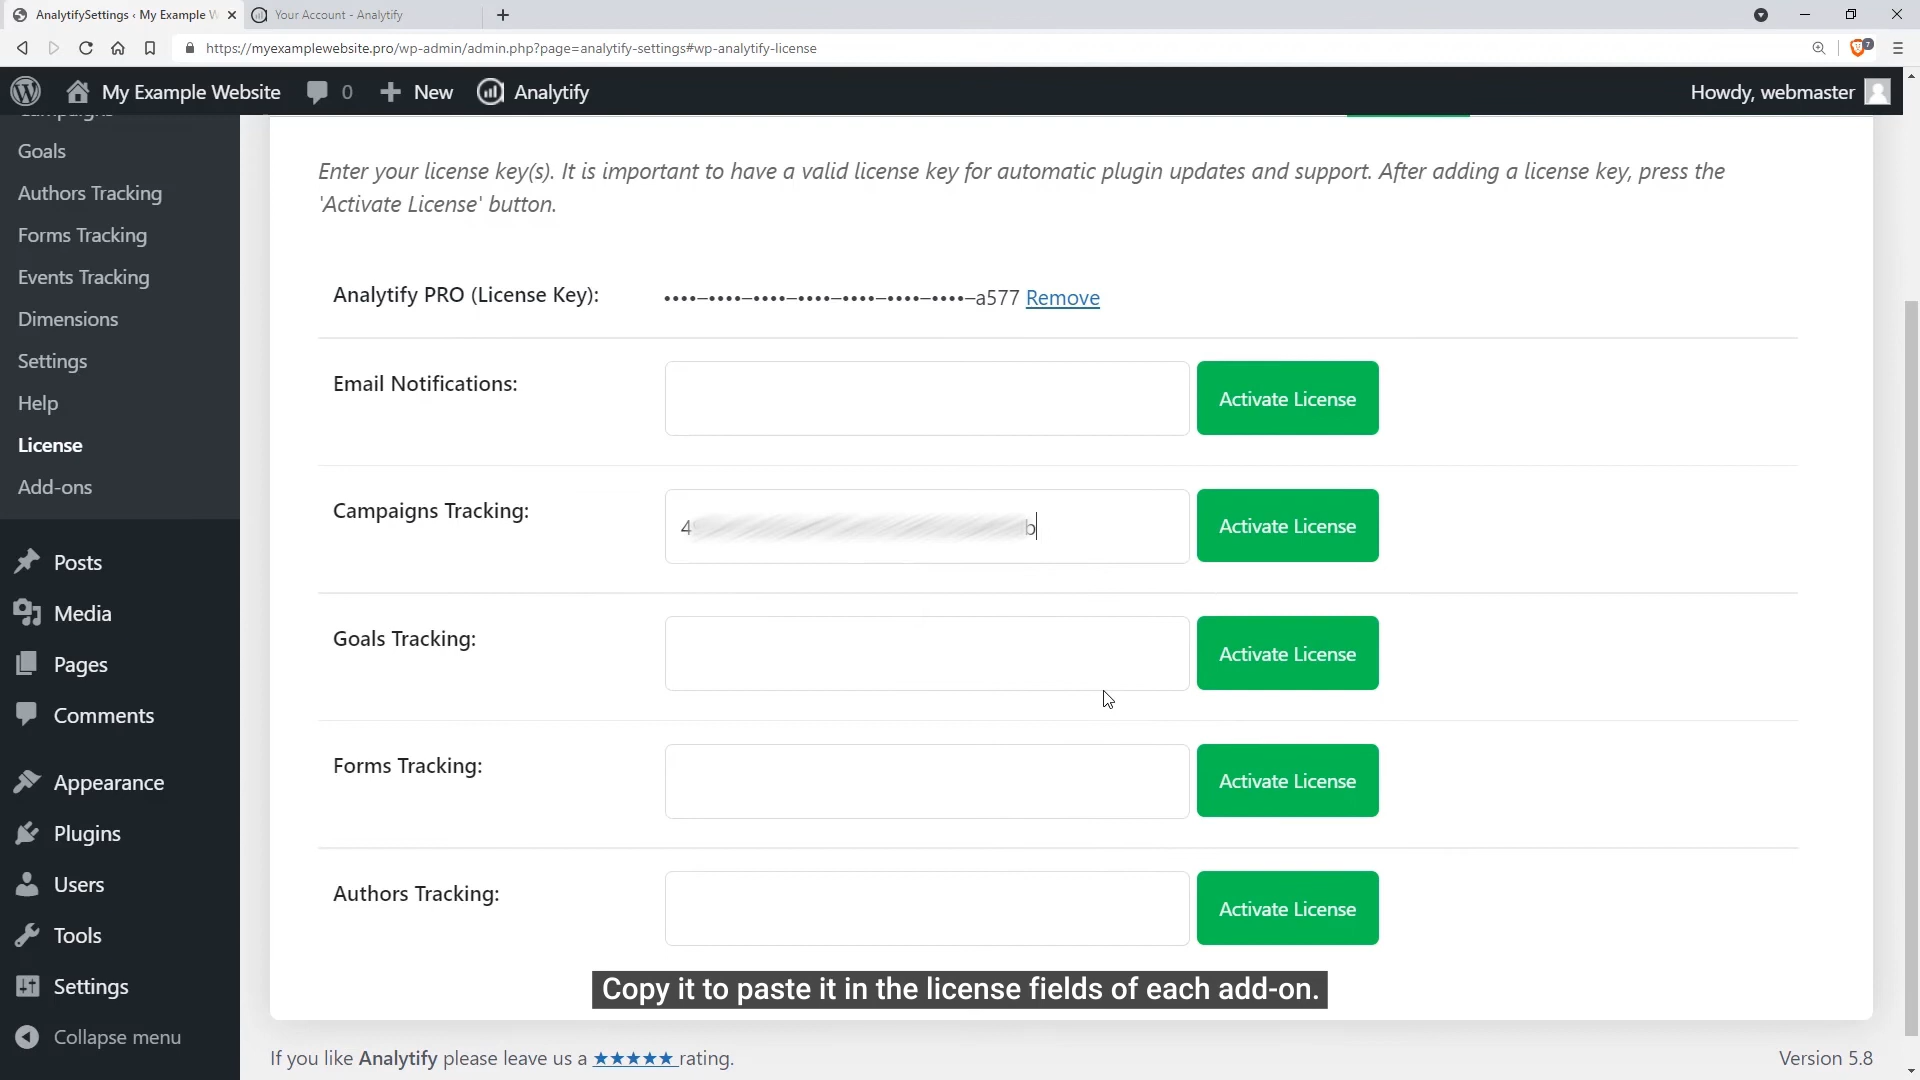 AnalytifySettings ‹ My Example W
Your Account - Analytify
https://myexamplewebsite.pro/wp-admin/admin.php?page=analytify-settings#wp-analytify-license
7
My Example Website
0
New
Analytify
Howdy, webmaster
Campaigns
Goals
Authors Tracking
Forms Tracking
Events Tracking
Dimensions
Settings
Help
License
Add-ons
Posts
Media
Pages
Comments
Appearance
Plugins
Users
Tools
Settings
Collapse menu
Enter your license key(s). It is important to have a valid license key for automatic plugin updates and support. After adding a license key, press the
'Activate License' button.
Analytify PRO (License Key): ••••–••••–••••–••••–••••–••••–••••–a577 Remove
Email Notifications: Activate License
Campaigns Tracking: 4 b Activate License
Goals Tracking: Activate License
Forms Tracking: Activate License
Authors Tracking: Activate License
Copy it to paste it in the license fields of each add-on.
If you like Analytify please leave us a ★★★★★ rating.
Version 5.8